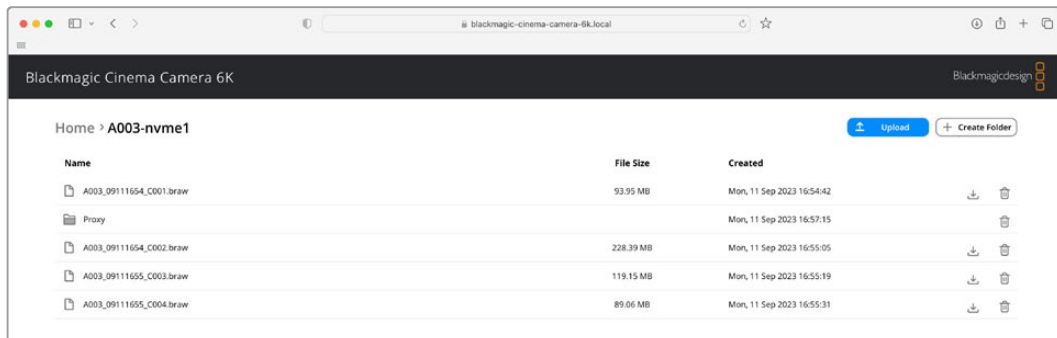 blackmagic-cinema-camera-6k.local
Blackmagic Cinema Camera 6K
Blackmagicdesign
Home > A003-nvme1
Upload
+ Create Folder
Name File Size Created
A003_09111654_C001.braw 93.95 MB Mon, 11 Sep 2023 16:54:42
Proxy Mon, 11 Sep 2023 16:57:15
A003_09111654_C002.braw 228.39 MB Mon, 11 Sep 2023 16:55:05
A003_09111655_C003.braw 119.15 MB Mon, 11 Sep 2023 16:55:19
A003_09111655_C004.braw 89.06 MB Mon, 11 Sep 2023 16:55:31